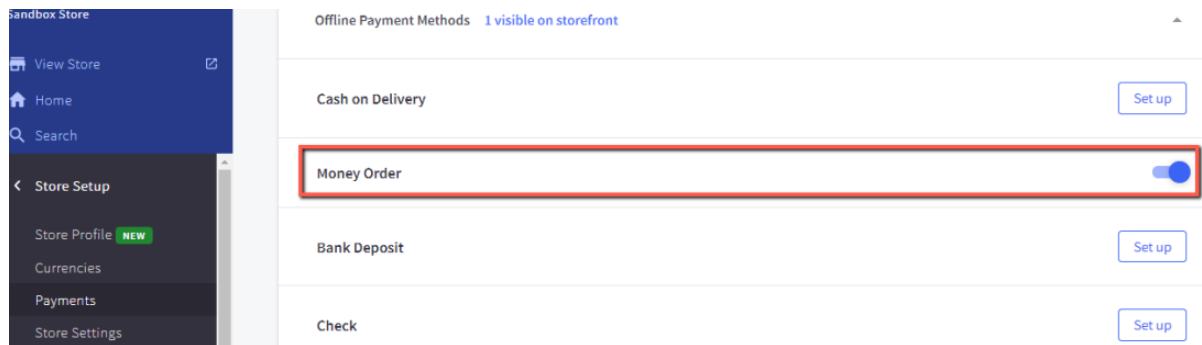 Sandbox Store
View Store
Home
Search
Store Setup
Store Profile NEW
Currencies
Payments
Store Settings
Offline Payment Methods 1 visible on storefront
Cash on Delivery Set up
Money Order
Bank Deposit Set up
Check Set up